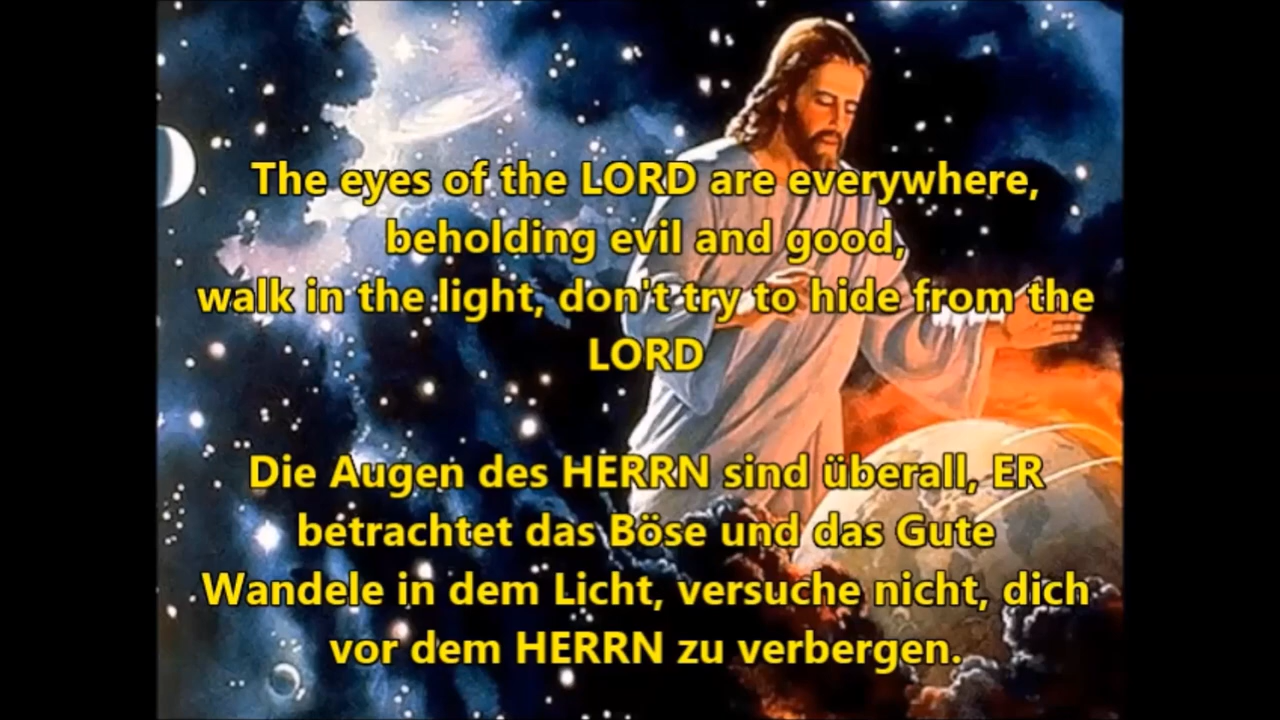 The eyes of the LORD are everywhere,
beholding evil and good,
walk in the light, don't try to hide from the
LORD
Die Augen des HERRN sind überall, ER
betrachtet das Böse und das Gute
Wandele in dem Licht, versuche nicht, dich
vor dem HERRN zu verbergen.